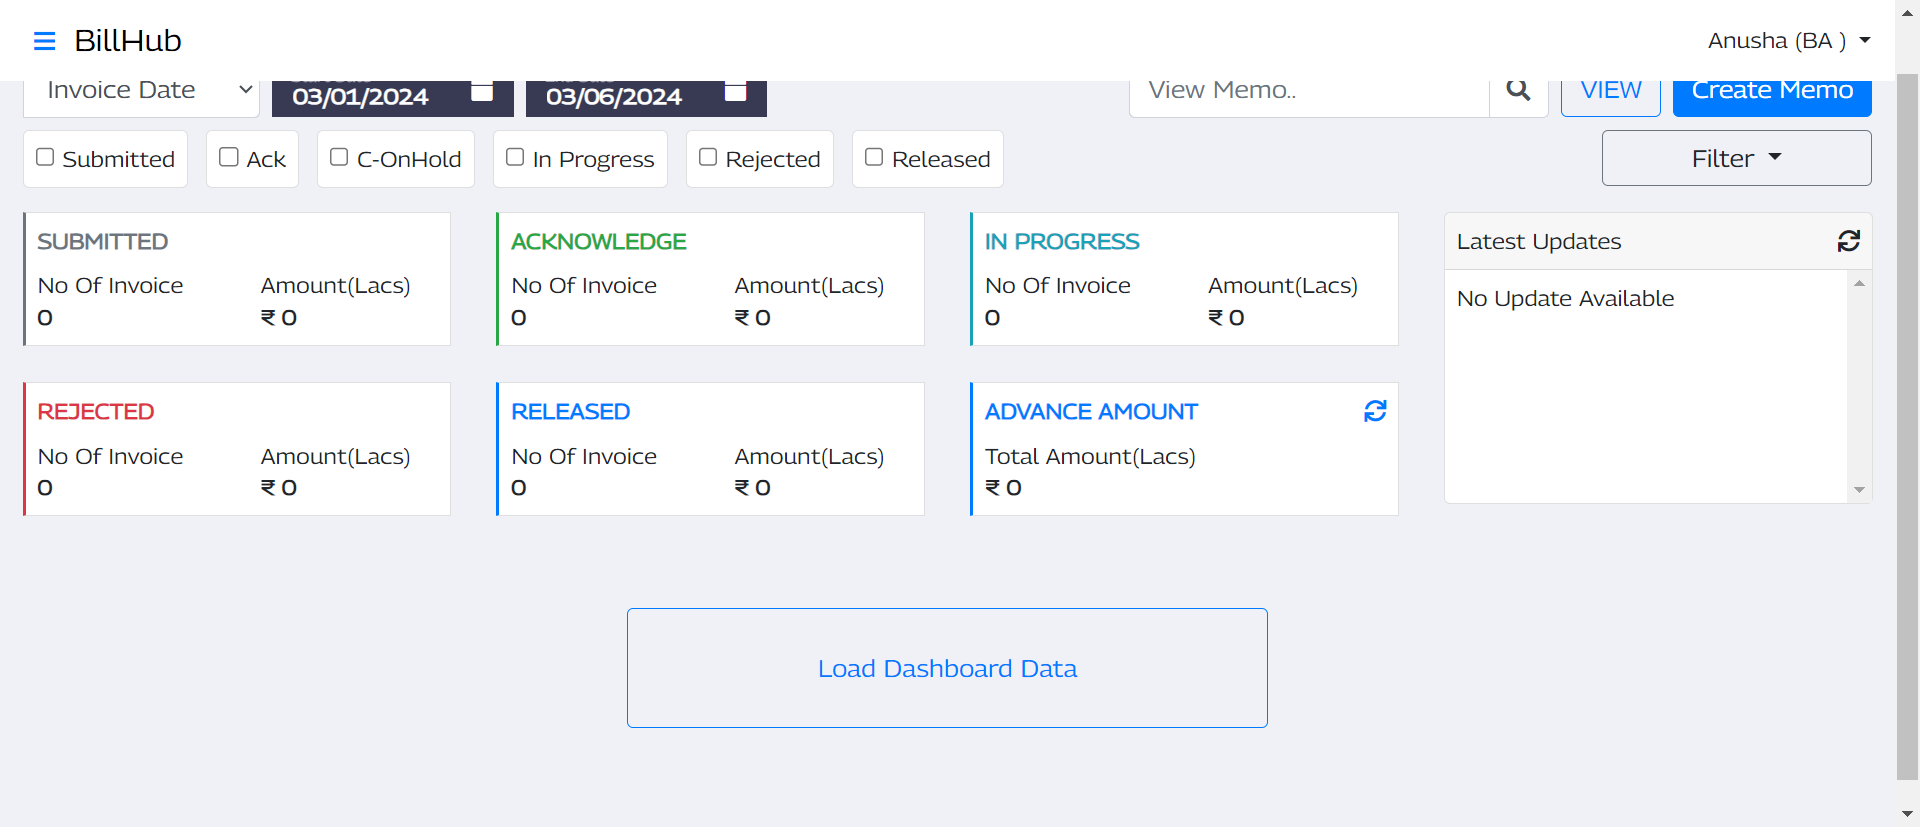 BillHub
Anusha (BA )
Invoice Date
03/01/2024
03/06/2024
View Memo..
VIEW
Create Memo
Submitted
Ack
C-OnHold
In Progress
Rejected
Released
Filter
SUBMITTED
No Of Invoice Amount(Lacs)
0 ₹ 0
ACKNOWLEDGE
No Of Invoice Amount(Lacs)
0 ₹ 0
IN PROGRESS
No Of Invoice Amount(Lacs)
0 ₹ 0
Latest Updates
No Update Available
REJECTED
No Of Invoice Amount(Lacs)
0 ₹ 0
RELEASED
No Of Invoice Amount(Lacs)
0 ₹ 0
ADVANCE AMOUNT
Total Amount(Lacs)
₹ 0
Load Dashboard Data